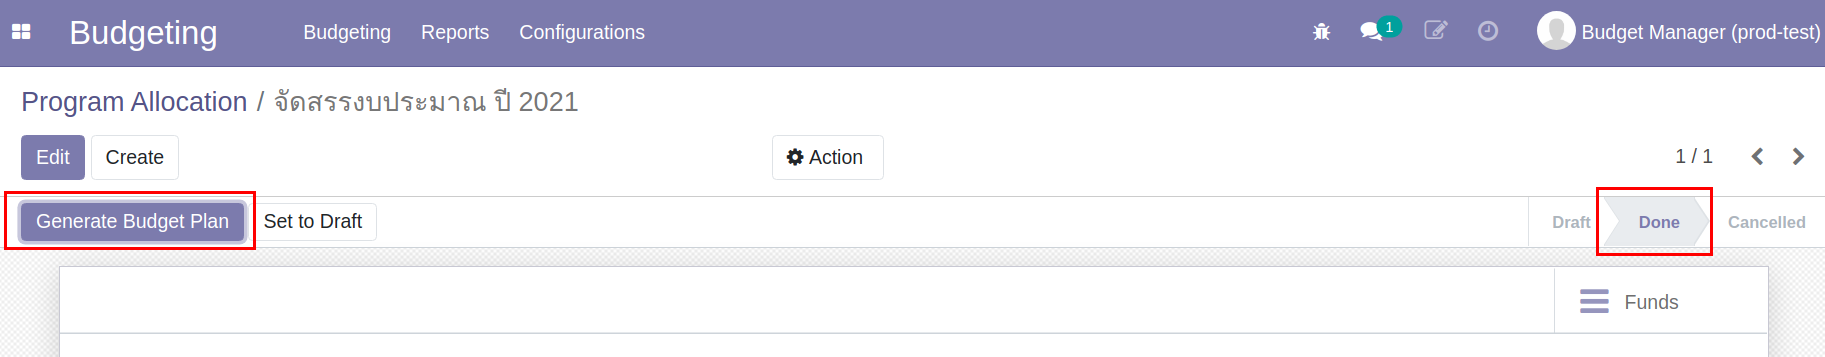 Budgeting Budgeting Reports Configurations 1 Budget Manager (prod-test)
Program Allocation / จัดสรรงบประมาณ ปี 2021
Edit Create Action 1 / 1
Generate Budget Plan Set to Draft Draft Done Cancelled
Funds